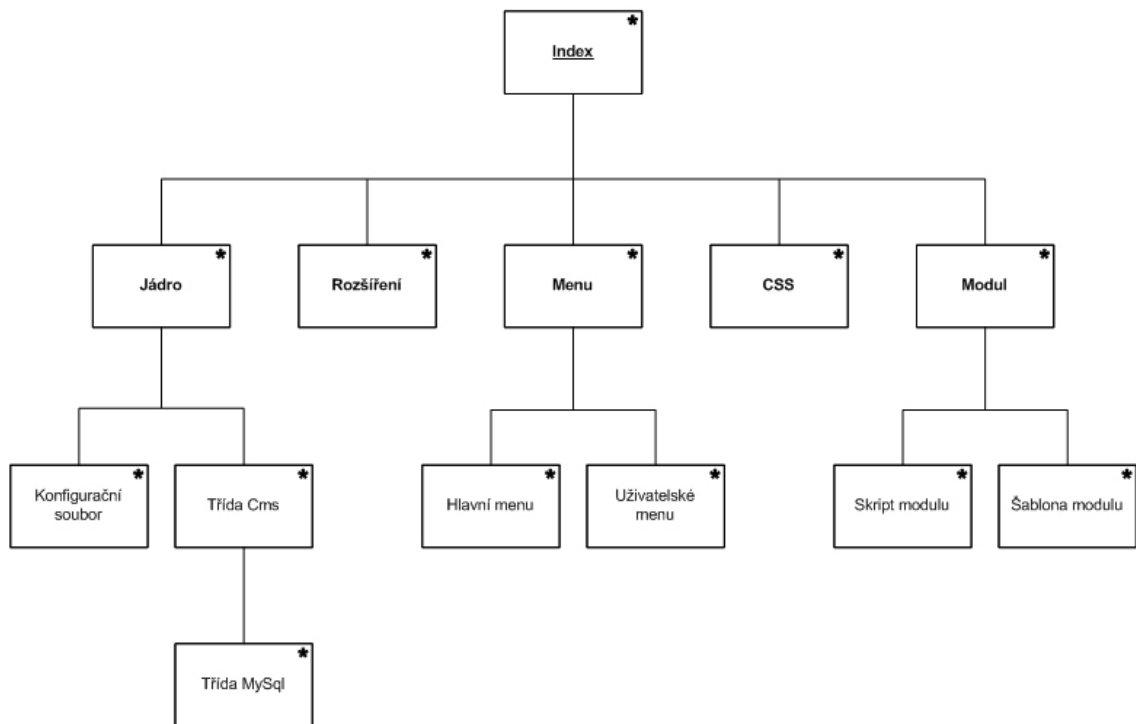 *
Index
*
Jádro
*
Rozšíření
*
Menu
*
CSS
*
Modul
*
Konfigurační
soubor
*
Třída Cms
*
Hlavní menu
*
Uživatelské
menu
*
Skript modulu
*
Šablona modulu
*
Třída MySql